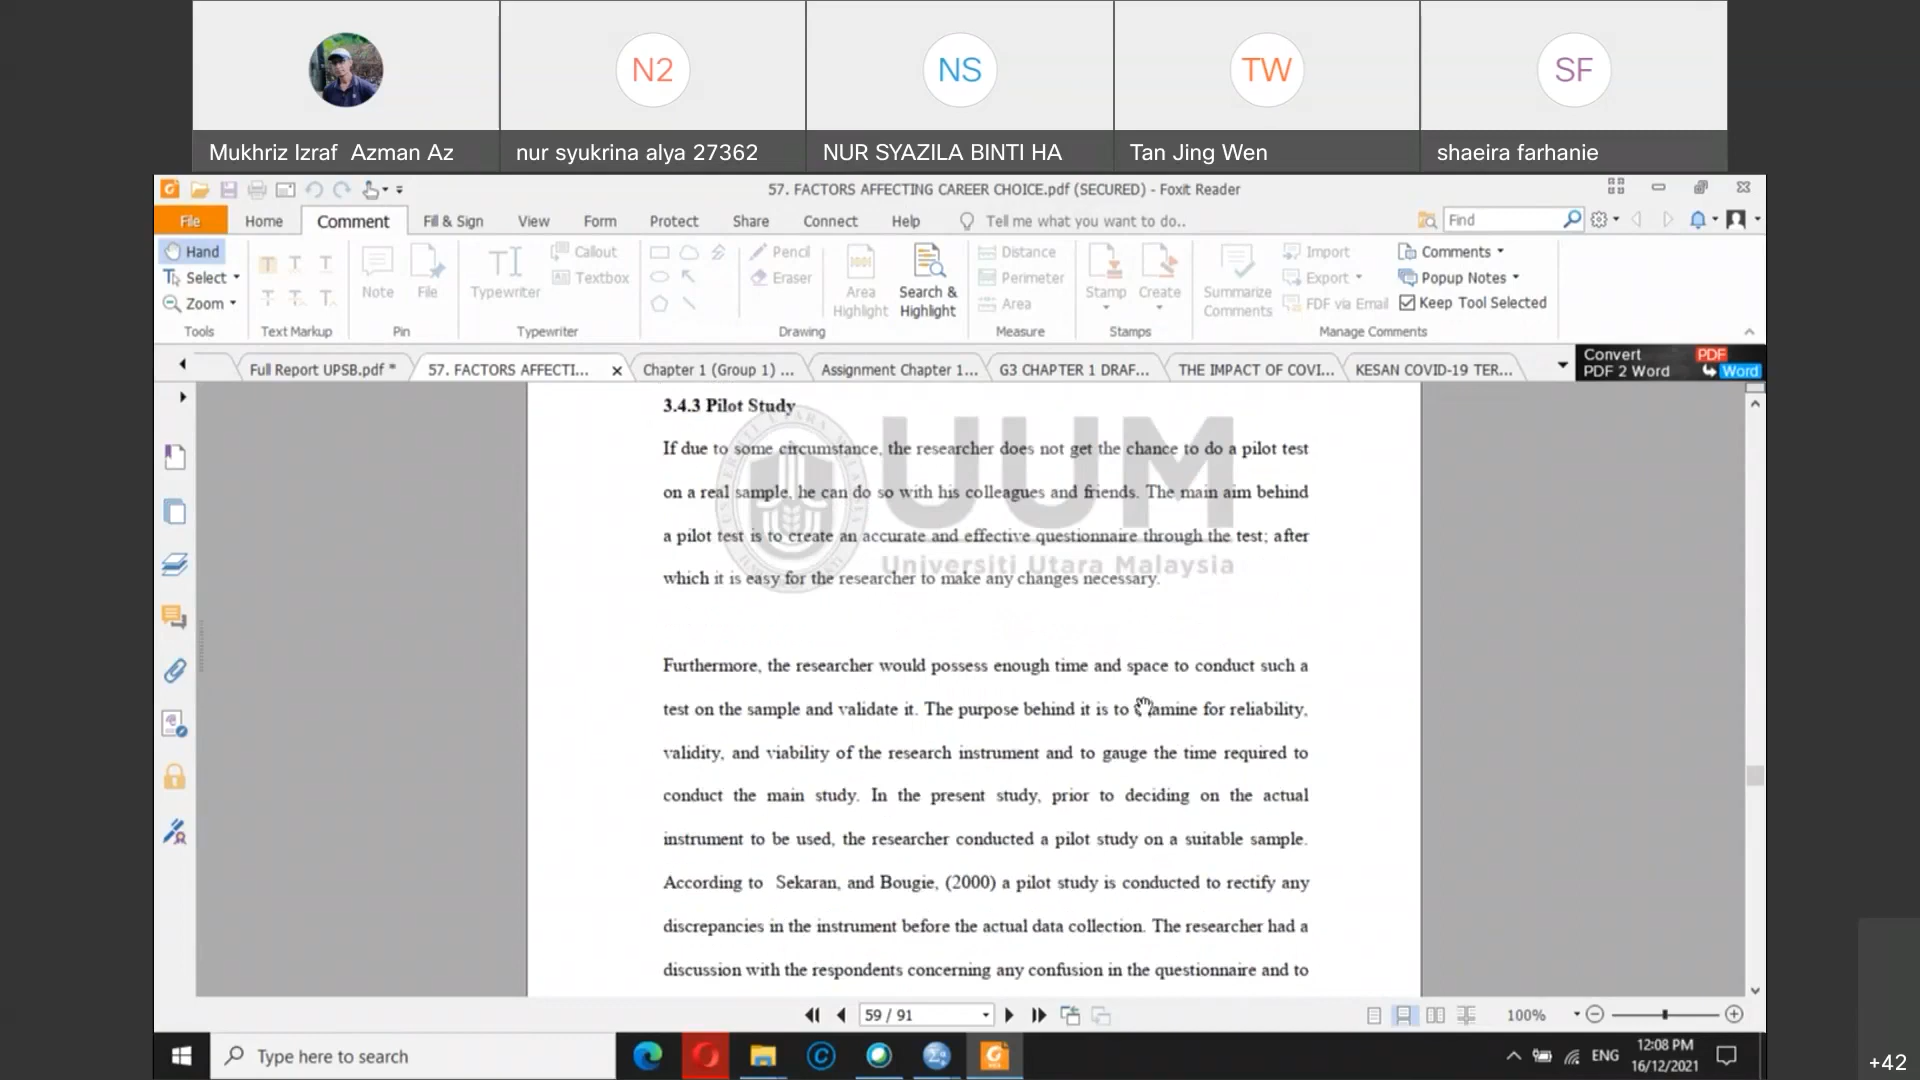 N2
NS
TW
SF
Mukhriz Izraf Azman Az
nur syukrina alya 27362
NUR SYAZILA BINTI HA
Tan Jing Wen
shaeira farhanie
57. FACTORS AFFECTING CAREER CHOICE.pdf (SECURED) - Foxit Reader
File Home Comment Fill & Sign View Form Protect Share Connect Help Tell me what you want to do.. Find
Hand
Select
Zoom
Tools
Text Markup
Note
File
Pin
Typewriter
Callout
Textbox
Typewriter
Pencil
Eraser
Area
Highlight
Search &
Highlight
Drawing
Distance
Perimeter
Area
Measure
Stamp
Create
Stamps
Summarize
Comments
Import
Export
FDF via Email
Comments
Popup Notes
Keep Tool Selected
Manage Comments
Full Report UPSB.pdf *
57. FACTORS AFFECTI...
Chapter 1 (Group 1) ...
Assignment Chapter 1...
G3 CHAPTER 1 DRAF...
THE IMPACT OF COVI...
KESAN COVID-19 TER...
Convert PDF
PDF 2 Word Word
3.4.3 Pilot Study
If due to some circumstance, the researcher does not get the chance to do a pilot test
on a real sample, he can do so with his colleagues and friends. The main aim behind
a pilot test is to create an accurate and effective questionnaire through the test; after
which it is easy for the researcher to make any changes necessary.
UUM
Universiti Utara Malaysia
Furthermore, the researcher would possess enough time and space to conduct such a
test on the sample and validate it. The purpose behind it is to examine for reliability,
validity, and viability of the research instrument and to gauge the time required to
conduct the main study. In the present study, prior to deciding on the actual
instrument to be used, the researcher conducted a pilot study on a suitable sample.
According to Sekaran, and Bougie, (2000) a pilot study is conducted to rectify any
discrepancies in the instrument before the actual data collection. The researcher had a
discussion with the respondents concerning any confusion in the questionnaire and to
59 / 91
100%
Type here to search
ENG
12:08 PM
16/12/2021
+42